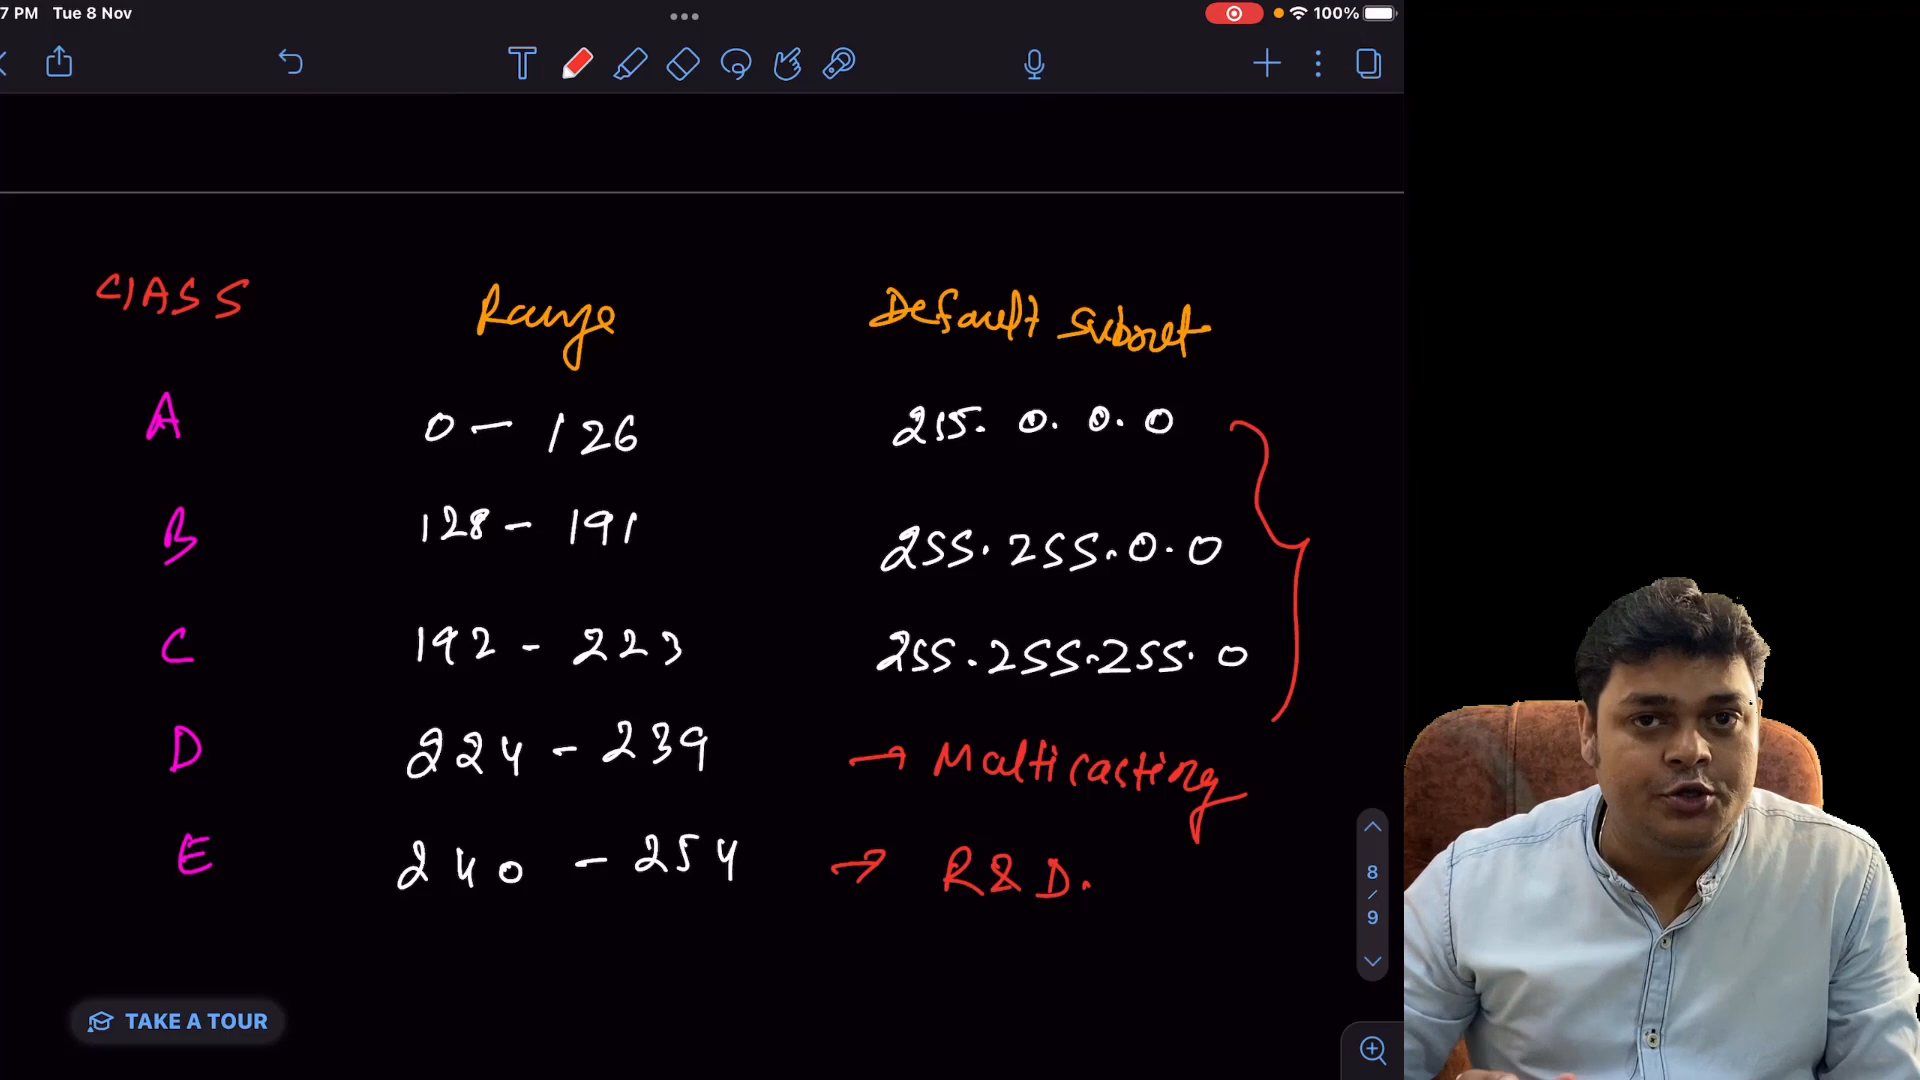 7 PM Tue 8 Nov 100%
T
CLASS Range Default subnet
A 0 - 126 255. 0. 0. 0
B 128 - 191 255. 255. 0. 0
C 192 - 223 255. 255. 255. 0
D 224 - 239 → Multicasting
E 240 - 254 → R & D.
8
/
9
TAKE A TOUR